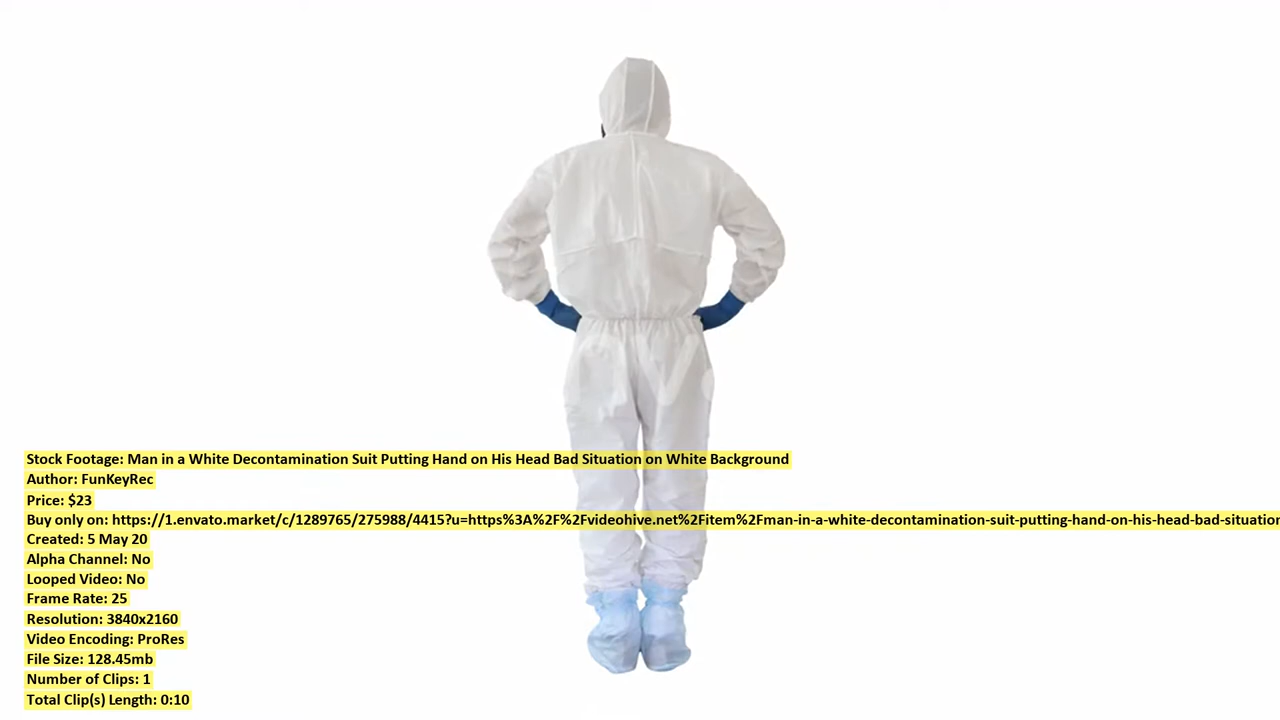 Stock Footage: Man in a White Decontamination Suit Putting Hand on His Head Bad Situation on White Background
Author: FunKeyRec
Price: $23
Buy only on: https://1.envato.market/c/1289765/275988/4415?u=https%3A%2F%2Fvideohive.net%2Fitem%2Fman-in-a-white-decontamination-suit-putting-hand-on-his-head-bad-situation
Created: 5 May 20
Alpha Channel: No
Looped Video: No
Frame Rate: 25
Resolution: 3840x2160
Video Encoding: ProRes
File Size: 128.45mb
Number of Clips: 1
Total Clip(s) Length: 0:10